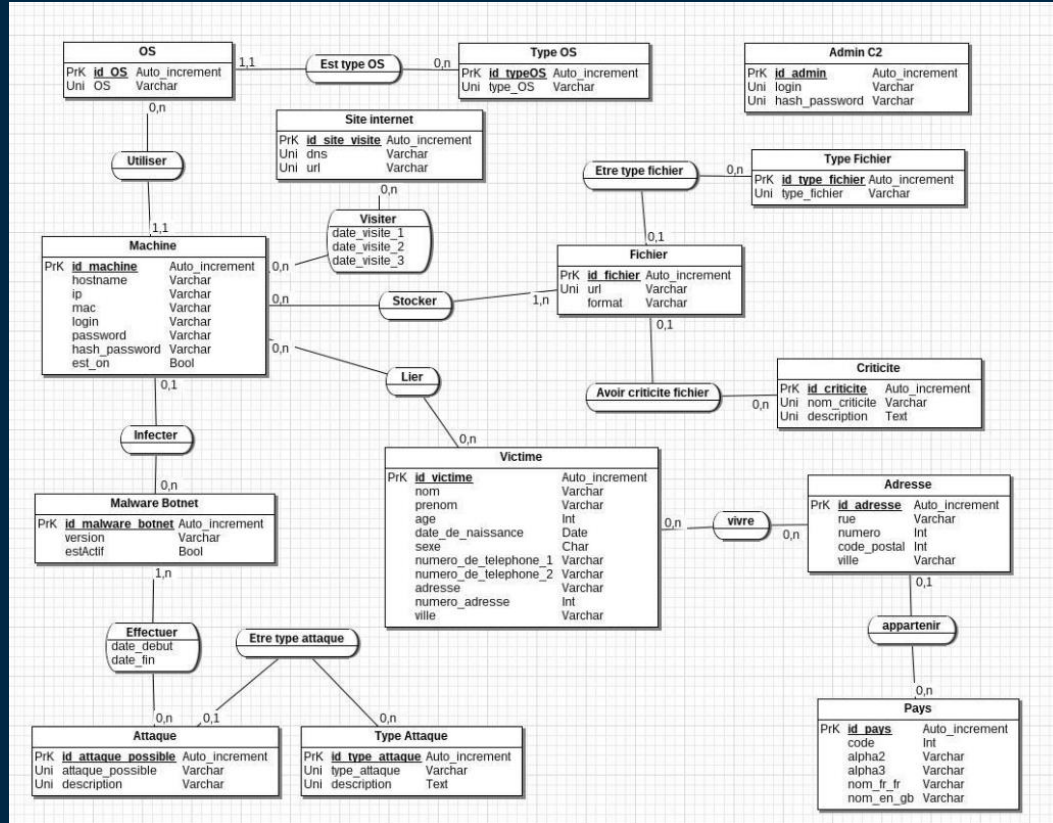 OS
PrK id_OS Auto_increment
Uni OS Varchar
1,1
Est type OS
0,n
Type OS
PrK id_typeOS Auto_increment
Uni type_OS Varchar
Admin C2
PrK id_admin Auto_increment
Uni login Varchar
Uni hash_password Varchar
0,n
Utiliser
1,1
Site internet
PrK id_site_visite Auto_increment
Uni dns Varchar
Uni url Varchar
0,n
Visiter
date_visite_1
date_visite_2
date_visite_3
0,n
Etre type fichier
0,n
Type Fichier
PrK id_type_fichier Auto_increment
Uni type_fichier Varchar
0,1
Machine
PrK id_machine Auto_increment
hostname Varchar
ip Varchar
mac Varchar
login Varchar
password Varchar
hash_password Varchar
est_on Bool
0,n
Stocker
1,n
Fichier
PrK id_fichier Auto_increment
Uni url Varchar
format Varchar
0,1
Avoir criticite fichier
0,n
Criticite
PrK id_criticite Auto_increment
Uni nom_criticite Varchar
Uni description Text
0,n
Lier
0,n
0,1
Infecter
0,n
Victime
PrK id_victime Auto_increment
nom Varchar
prenom Varchar
age Int
date_de_naissance Date
sexe Char
numero_de_telephone_1 Varchar
numero_de_telephone_2 Varchar
adresse Varchar
numero_adresse Int
ville Varchar
0,n
vivre
0,n
Adresse
PrK id_adresse Auto_increment
rue Varchar
numero Int
code_postal Int
ville Varchar
0,1
appartenir
0,n
Pays
PrK id_pays Auto_increment
code Int
alpha2 Varchar
alpha3 Varchar
nom_fr_fr Varchar
nom_en_gb Varchar
Malware Botnet
PrK id_malware_botnet Auto_increment
version Varchar
estActif Bool
1,n
Effectuer
date_debut
date_fin
0,n
Etre type attaque
0,1
0,n
Attaque
PrK id_attaque_possible Auto_increment
Uni attaque_possible Varchar
Uni description Varchar
Type Attaque
PrK id_type_attaque Auto_increment
Uni type_attaque Varchar
Uni description Text